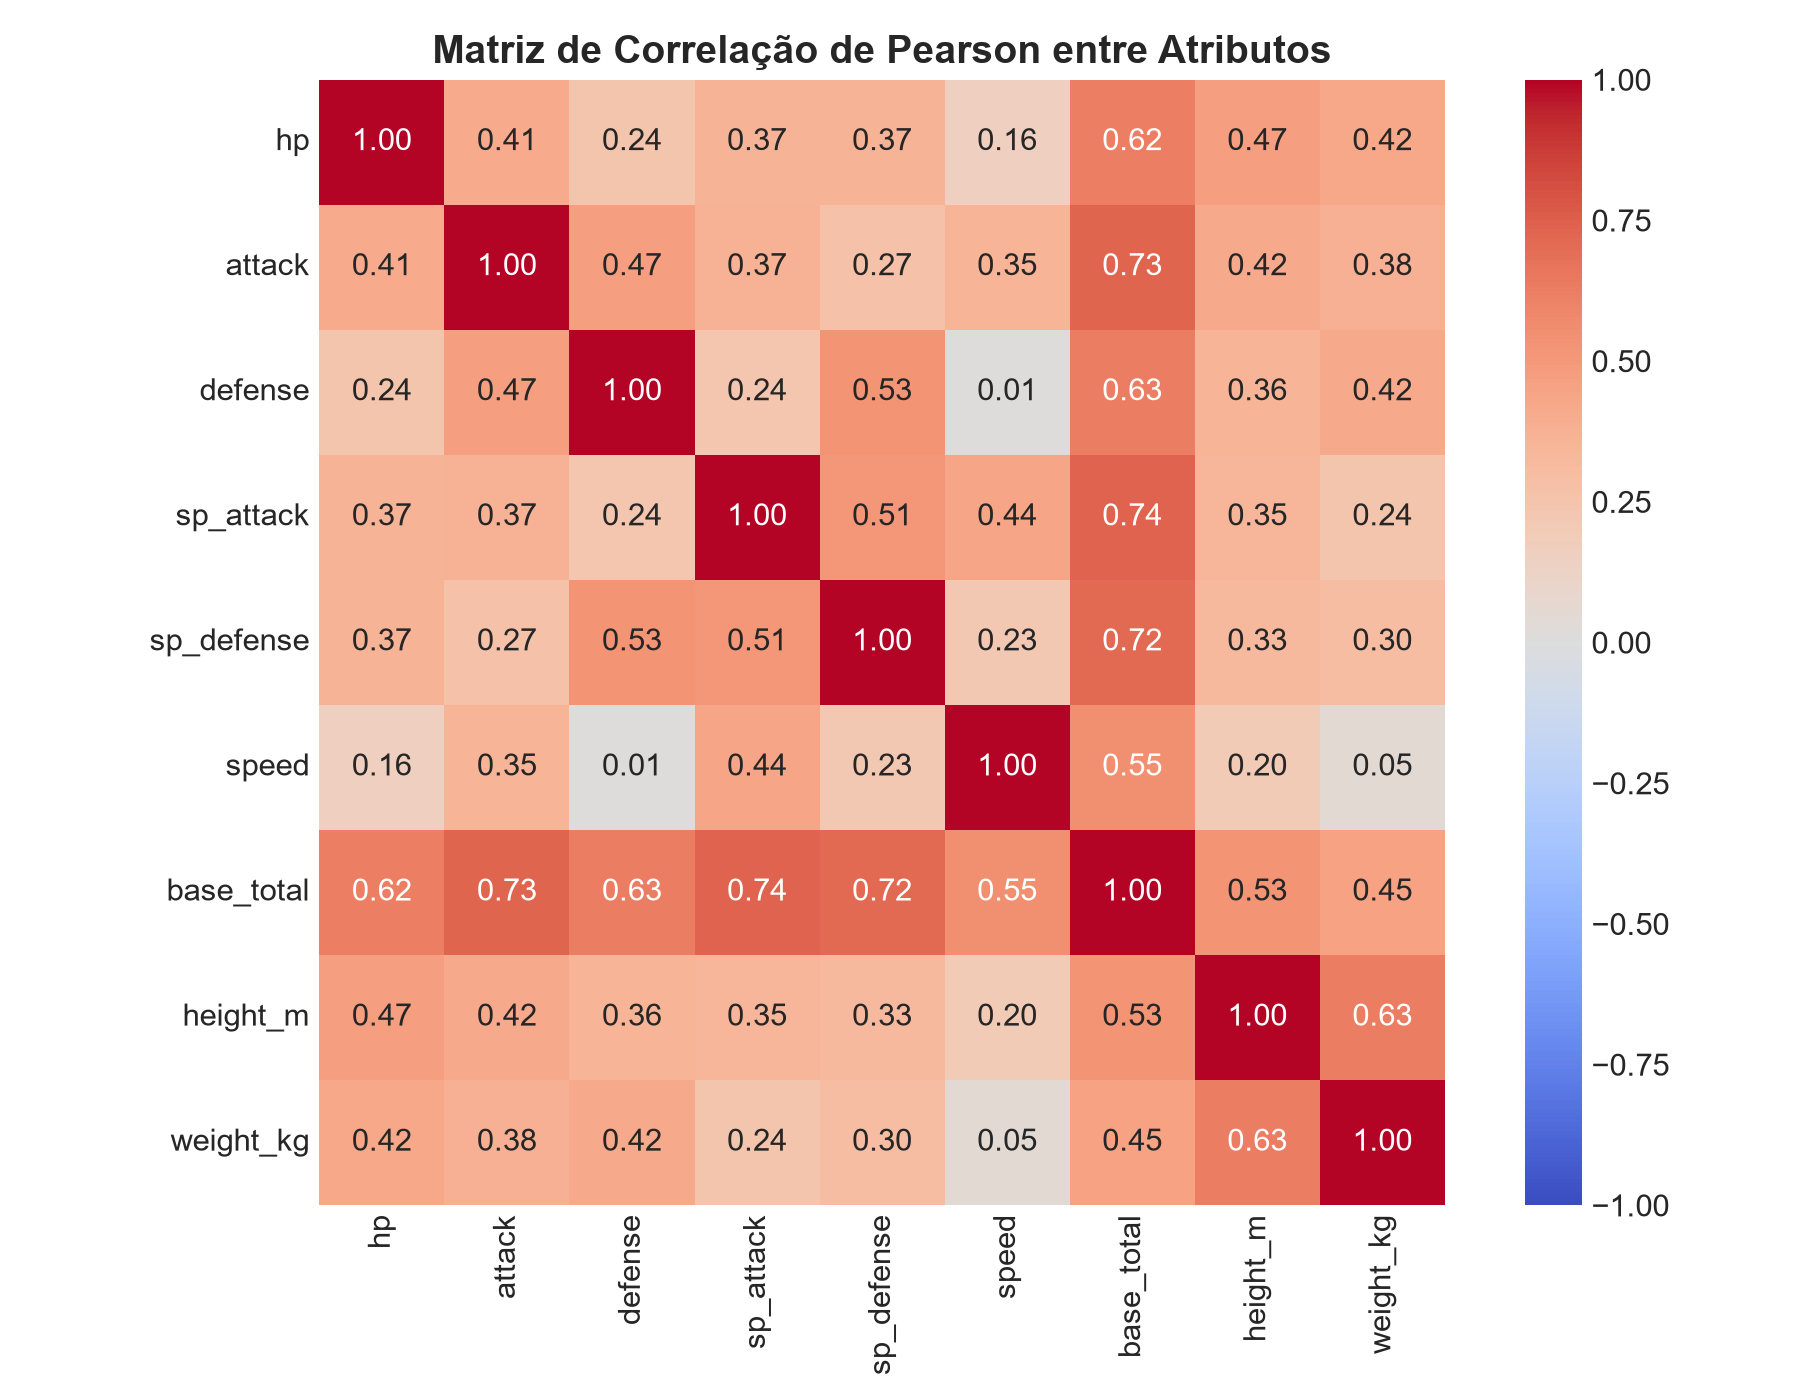 Matriz de Correlação de Pearson entre Atributos
hp 1.00 0.41 0.24 0.37 0.37 0.16 0.62 0.47 0.42
attack 0.41 1.00 0.47 0.37 0.27 0.35 0.73 0.42 0.38
defense 0.24 0.47 1.00 0.24 0.53 0.01 0.63 0.36 0.42
sp_attack 0.37 0.37 0.24 1.00 0.51 0.44 0.74 0.35 0.24
sp_defense 0.37 0.27 0.53 0.51 1.00 0.23 0.72 0.33 0.30
speed 0.16 0.35 0.01 0.44 0.23 1.00 0.55 0.20 0.05
base_total 0.62 0.73 0.63 0.74 0.72 0.55 1.00 0.53 0.45
height_m 0.47 0.42 0.36 0.35 0.33 0.20 0.53 1.00 0.63
weight_kg 0.42 0.38 0.42 0.24 0.30 0.05 0.45 0.63 1.00
hp attack defense sp_attack sp_defense speed base_total height_m weight_kg
1.00
0.75
0.50
0.25
0.00
−0.25
−0.50
−0.75
−1.00